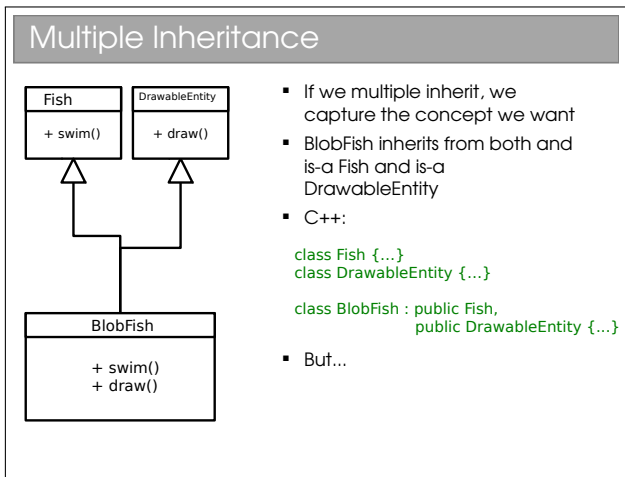 Multiple Inheritance
Fish
+ swim()
DrawableEntity
+ draw()
BlobFish
+ swim()
+ draw()
▪ If we multiple inherit, we
capture the concept we want
▪ BlobFish inherits from both and
is-a Fish and is-a
DrawableEntity
▪ C++:
class Fish {…}
class DrawableEntity {…}
class BlobFish : public Fish,
public DrawableEntity {...}
▪ But...